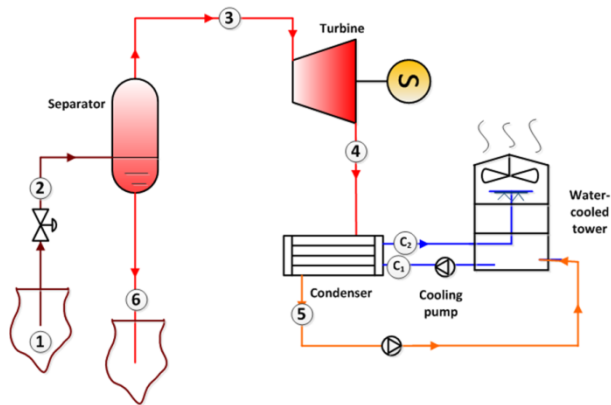 3
Turbine
Separator
S
4
2
Water-
cooled
tower
C2
C1
Condenser
Cooling
pump
5
6
1